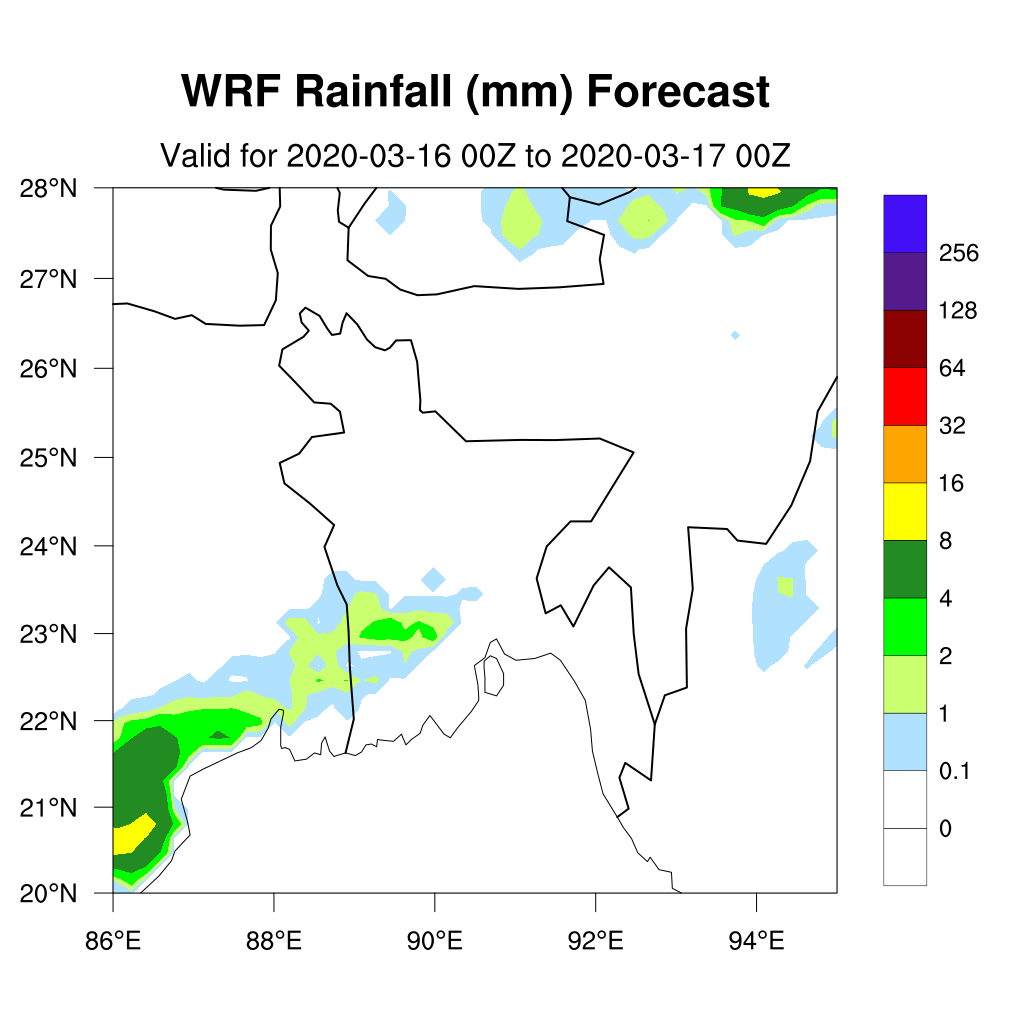 WRF Rainfall (mm) Forecast
Valid for 2020-03-16 00Z to 2020-03-17 00Z
28°N
27°N
26°N
25°N
24°N
23°N
22°N
21°N
20°N
86°E 88°E 90°E 92°E 94°E
256
128
64
32
16
8
4
2
1
0.1
0